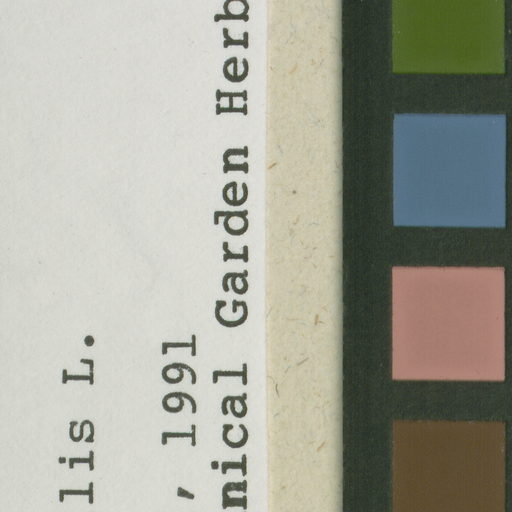 lis L.
, 1991
nical Garden Herb